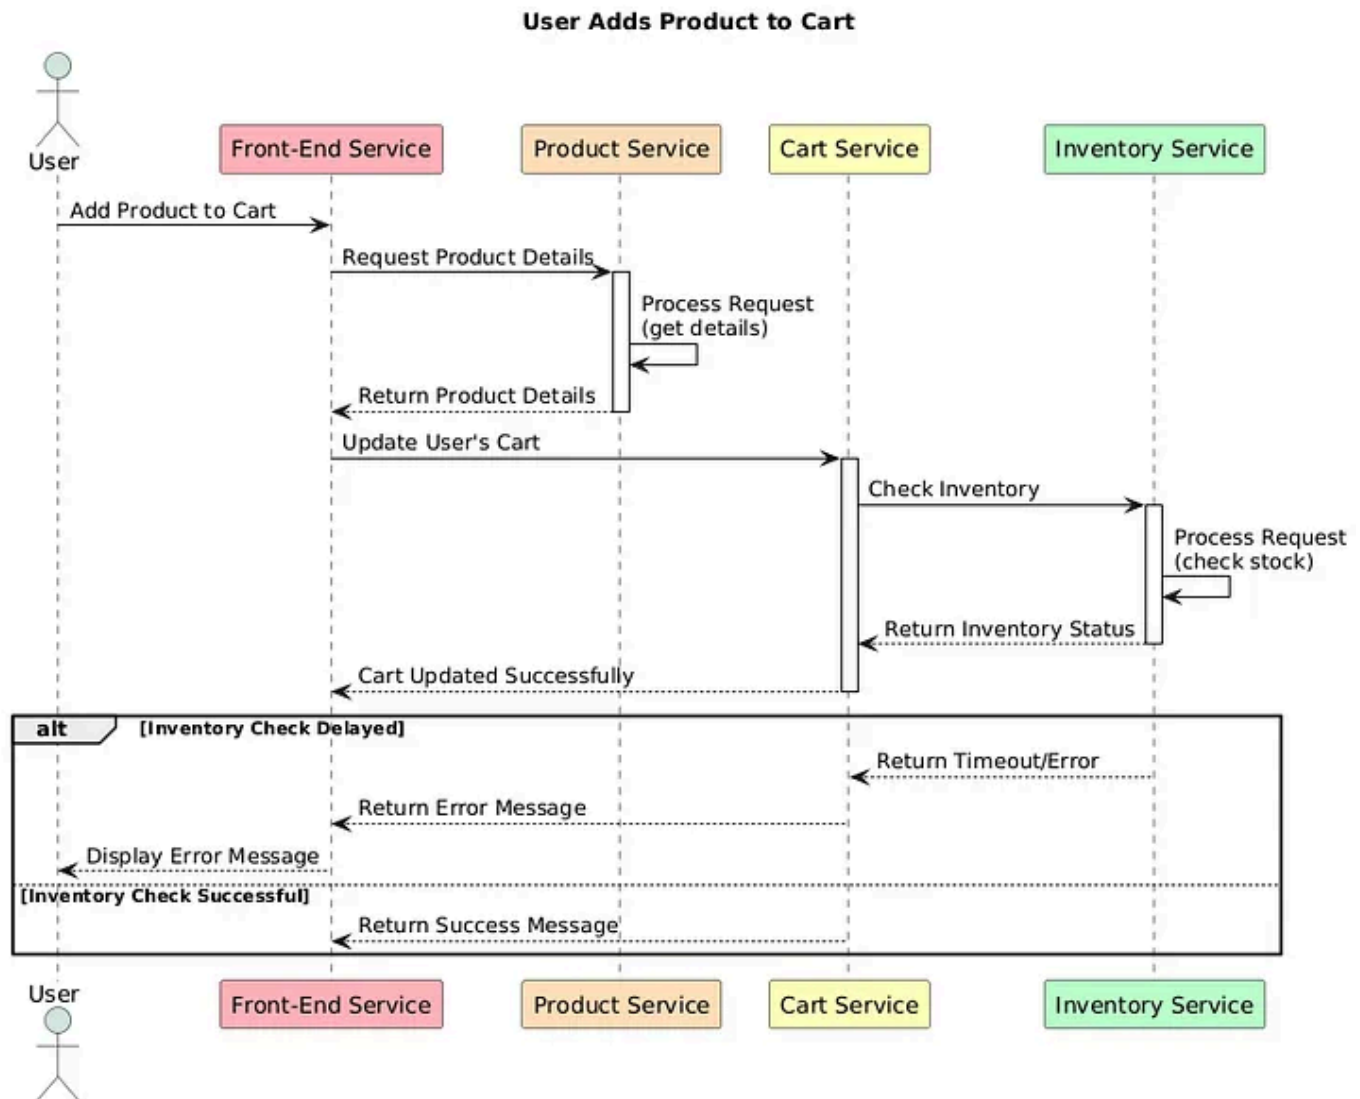 User Adds Product to Cart
User
Front-End Service
Product Service
Cart Service
Inventory Service
Add Product to Cart
Request Product Details
Process Request
(get details)
Return Product Details
Update User's Cart
Check Inventory
Process Request
(check stock)
Return Inventory Status
Cart Updated Successfully
alt
[Inventory Check Delayed]
Return Timeout/Error
Return Error Message
Display Error Message
[Inventory Check Successful]
Return Success Message
User
Front-End Service
Product Service
Cart Service
Inventory Service